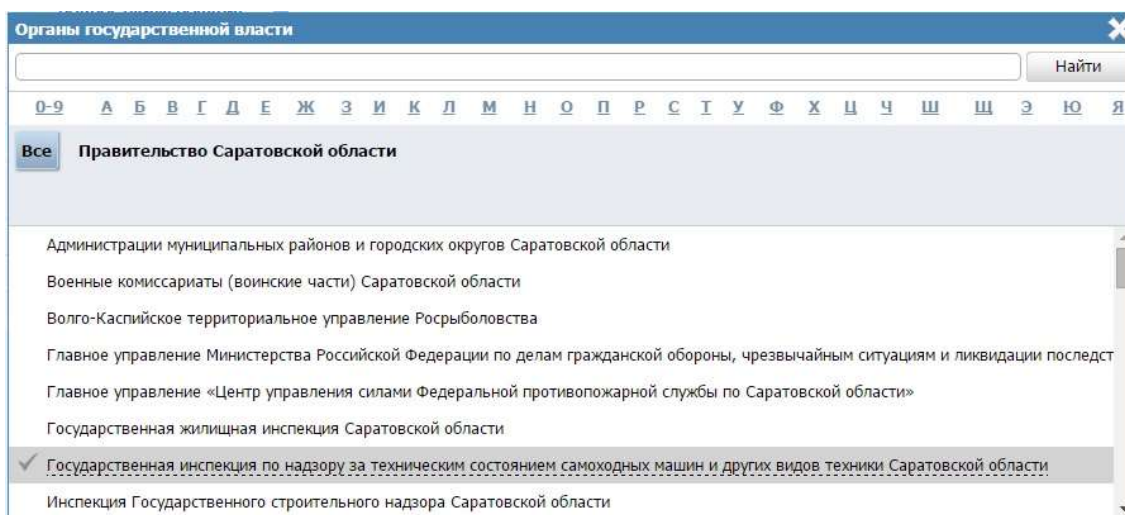 Органы государственной власти
Найти
0-9 А Б В Г Д Е Ж З И К Л М Н О П Р С Т У Ф Х Ц Ч Ш Щ Э Ю Я
Все Правительство Саратовской области
Администрации муниципальных районов и городских округов Саратовской области
Военные комиссариаты (воинские части) Саратовской области
Волго-Каспийское территориальное управление Росрыболовства
Главное управление Министерства Российской Федерации по делам гражданской обороны, чрезвычайным ситуациям и ликвидации последст
Главное управление «Центр управления силами Федеральной противопожарной службы по Саратовской области»
Государственная жилищная инспекция Саратовской области
Государственная инспекция по надзору за техническим состоянием самоходных машин и других видов техники Саратовской области
Инспекция Государственного строительного надзора Саратовской области